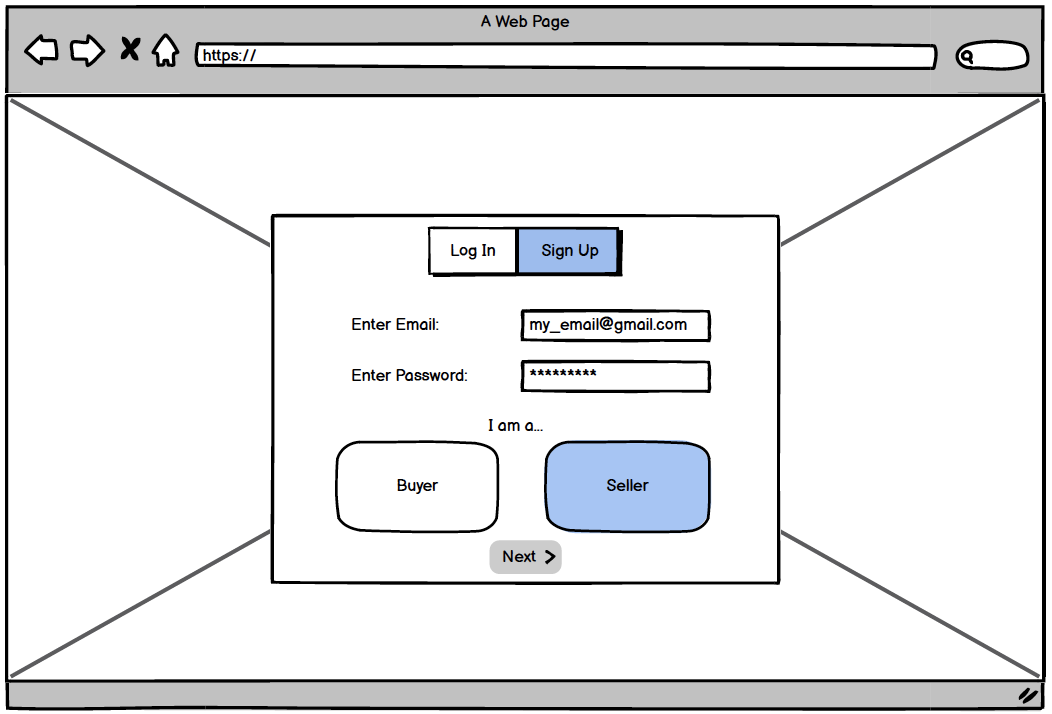 A Web Page
https://
Log In
Sign Up
Enter Email:
my_email@gmail.com
Enter Password:
*********
I am a...
Buyer
Seller
Next